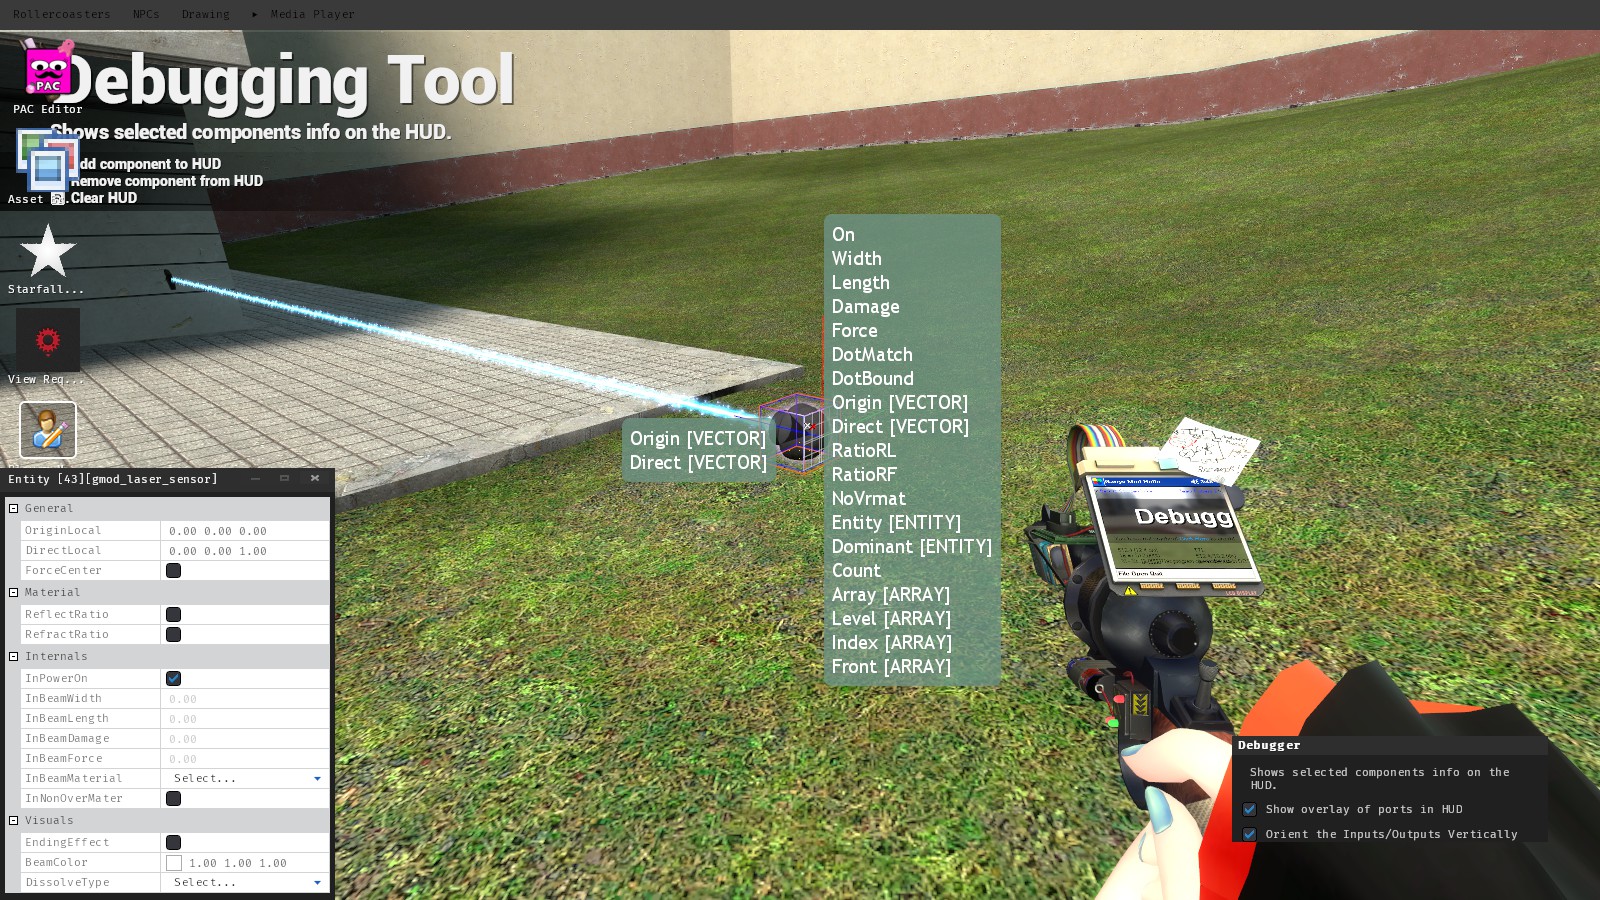 Rollercoasters NPCs Drawing ▸ Media Player
Debugging Tool
Shows selected components info on the HUD.
dd component to HUD
Remove component from HUD
Clear HUD
PAC
PAC Editor
Asset
Starfall...
View Req...
On
Width
Length
Damage
Force
DotMatch
DotBound
Origin [VECTOR]
Direct [VECTOR]
RatioRL
RatioRF
NoVrmat
Entity [ENTITY]
Dominant [ENTITY]
Count
Array [ARRAY]
Level [ARRAY]
Index [ARRAY]
Front [ARRAY]
Origin [VECTOR]
Direct [VECTOR]
Entity [43][gmod_laser_sensor]
General
OriginLocal 0.00 0.00 0.00
DirectLocal 0.00 0.00 1.00
ForceCenter
Material
ReflectRatio
RefractRatio
Internals
InPowerOn
InBeamWidth 0.00
InBeamLength 0.00
InBeamDamage 0.00
InBeamForce 0.00
InBeamMaterial Select...
InNonOverMater
Visuals
EndingEffect
BeamColor 1.00 1.00 1.00
DissolveType Select...
Debugg
Debugger
Shows selected components info on the
HUD.
Show overlay of ports in HUD
Orient the Inputs/Outputs Vertically